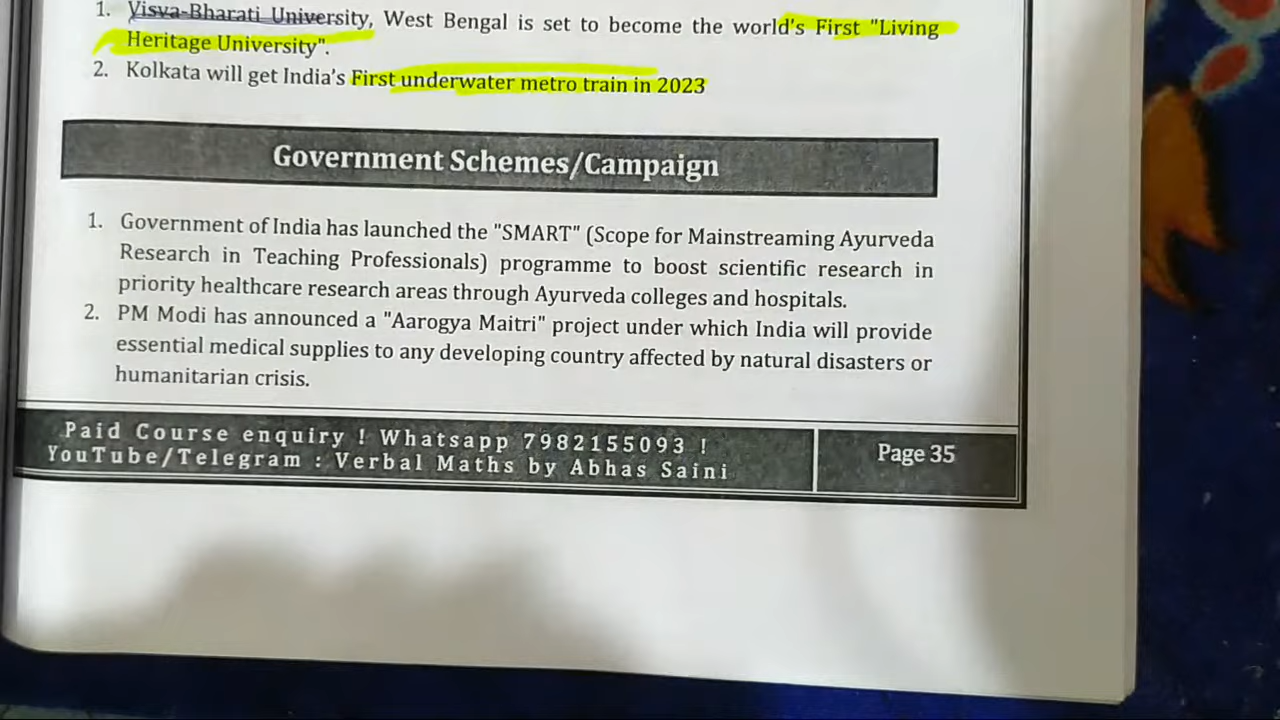 1. Visva-Bharati University, West Bengal is set to become the world's First "Living
Heritage University".
2. Kolkata will get India's First underwater metro train in 2023
Government Schemes/Campaign
1. Government of India has launched the "SMART" (Scope for Mainstreaming Ayurveda
Research in Teaching Professionals) programme to boost scientific research in
priority healthcare research areas through Ayurveda colleges and hospitals.
2. PM Modi has announced a "Aarogya Maitri" project under which India will provide
essential medical supplies to any developing country affected by natural disasters or
humanitarian crisis.
Paid Course enquiry ! Whatsapp 7982155093 !
YouTube/Telegram : Verbal Maths by Abhas Saini
Page 35